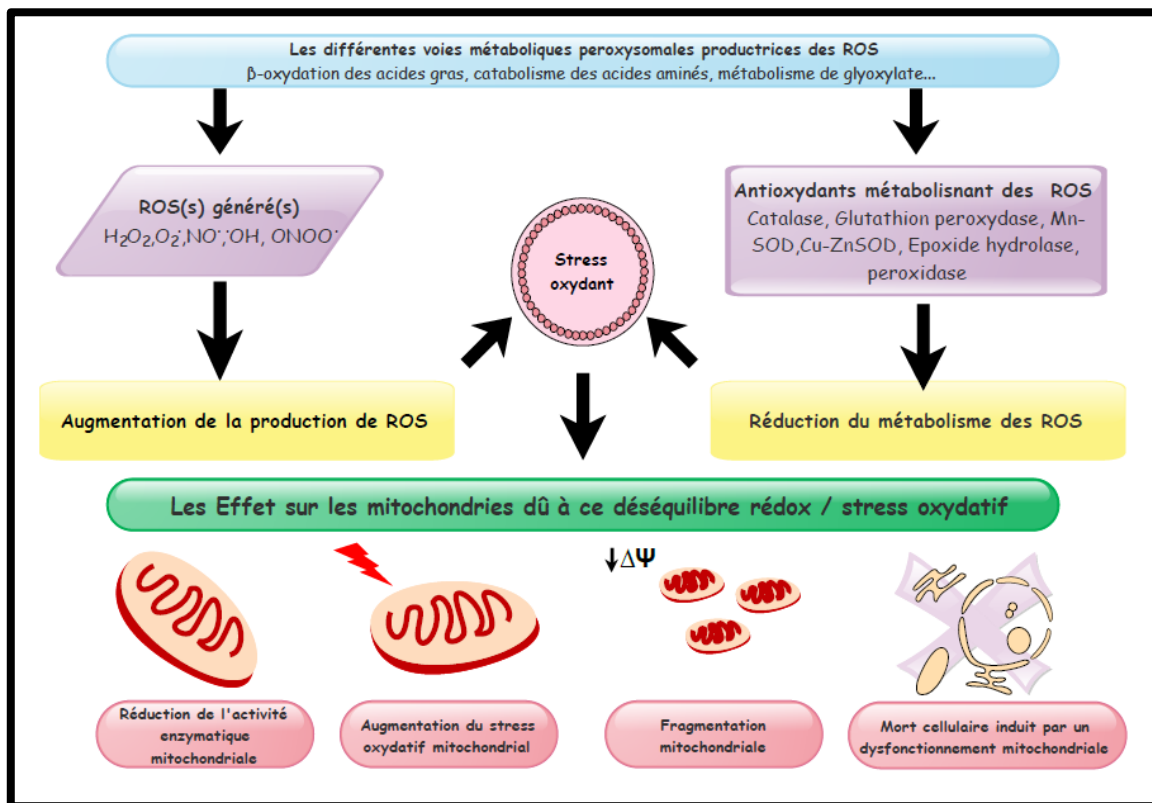 Les différentes voies métaboliques peroxysomales productrices des ROS
β-oxydation des acides gras, catabolisme des acides aminés, métabolisme de glyoxylate...
ROS(s) généré(s)
H₂O₂,O₂⁻̇,NO˙,˙OH, ONOO˙
Antioxydants métabolisnant des ROS
Catalase, Glutathion peroxydase, Mn-
SOD,Cu-ZnSOD, Epoxide hydrolase,
peroxidase
Stress
oxydant
Augmentation de la production de ROS
Réduction du métabolisme des ROS
Les Effet sur les mitochondries dû à ce déséquilibre rédox / stress oxydatif
↓ΔΨ
Réduction de l'activité
enzymatique
mitochondriale
Augmentation du stress
oxydatif mitochondrial
Fragmentation
mitochondriale
Mort cellulaire induit par un
dysfonctionnement mitochondriale